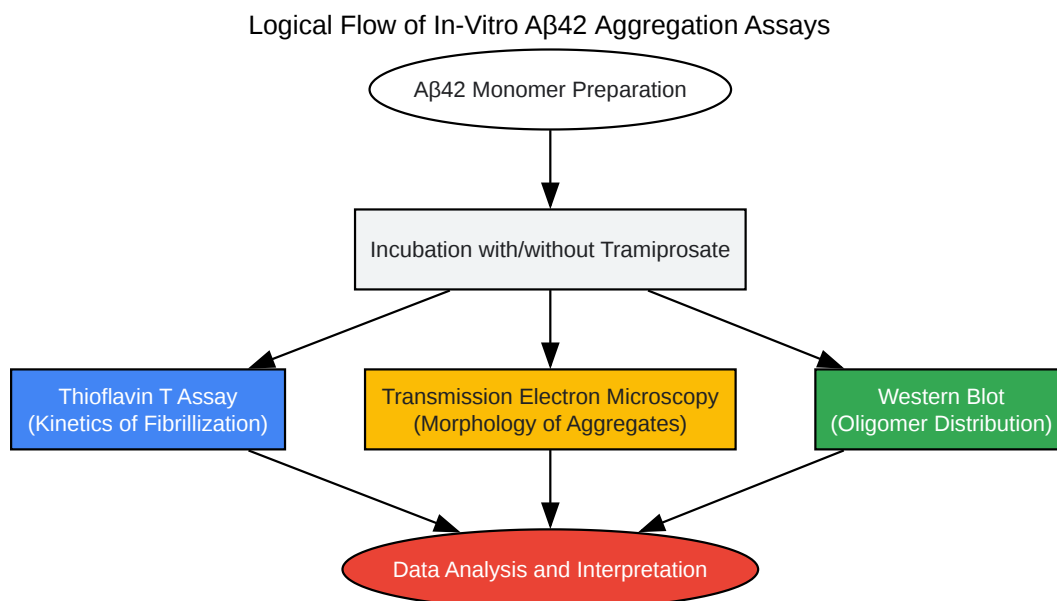 Logical Flow of In-Vitro Aβ42 Aggregation Assays
Aβ42 Monomer Preparation
Incubation with/without Tramiprosate
Thioflavin T Assay
(Kinetics of Fibrillization)
Transmission Electron Microscopy
(Morphology of Aggregates)
Western Blot
(Oligomer Distribution)
Data Analysis and Interpretation